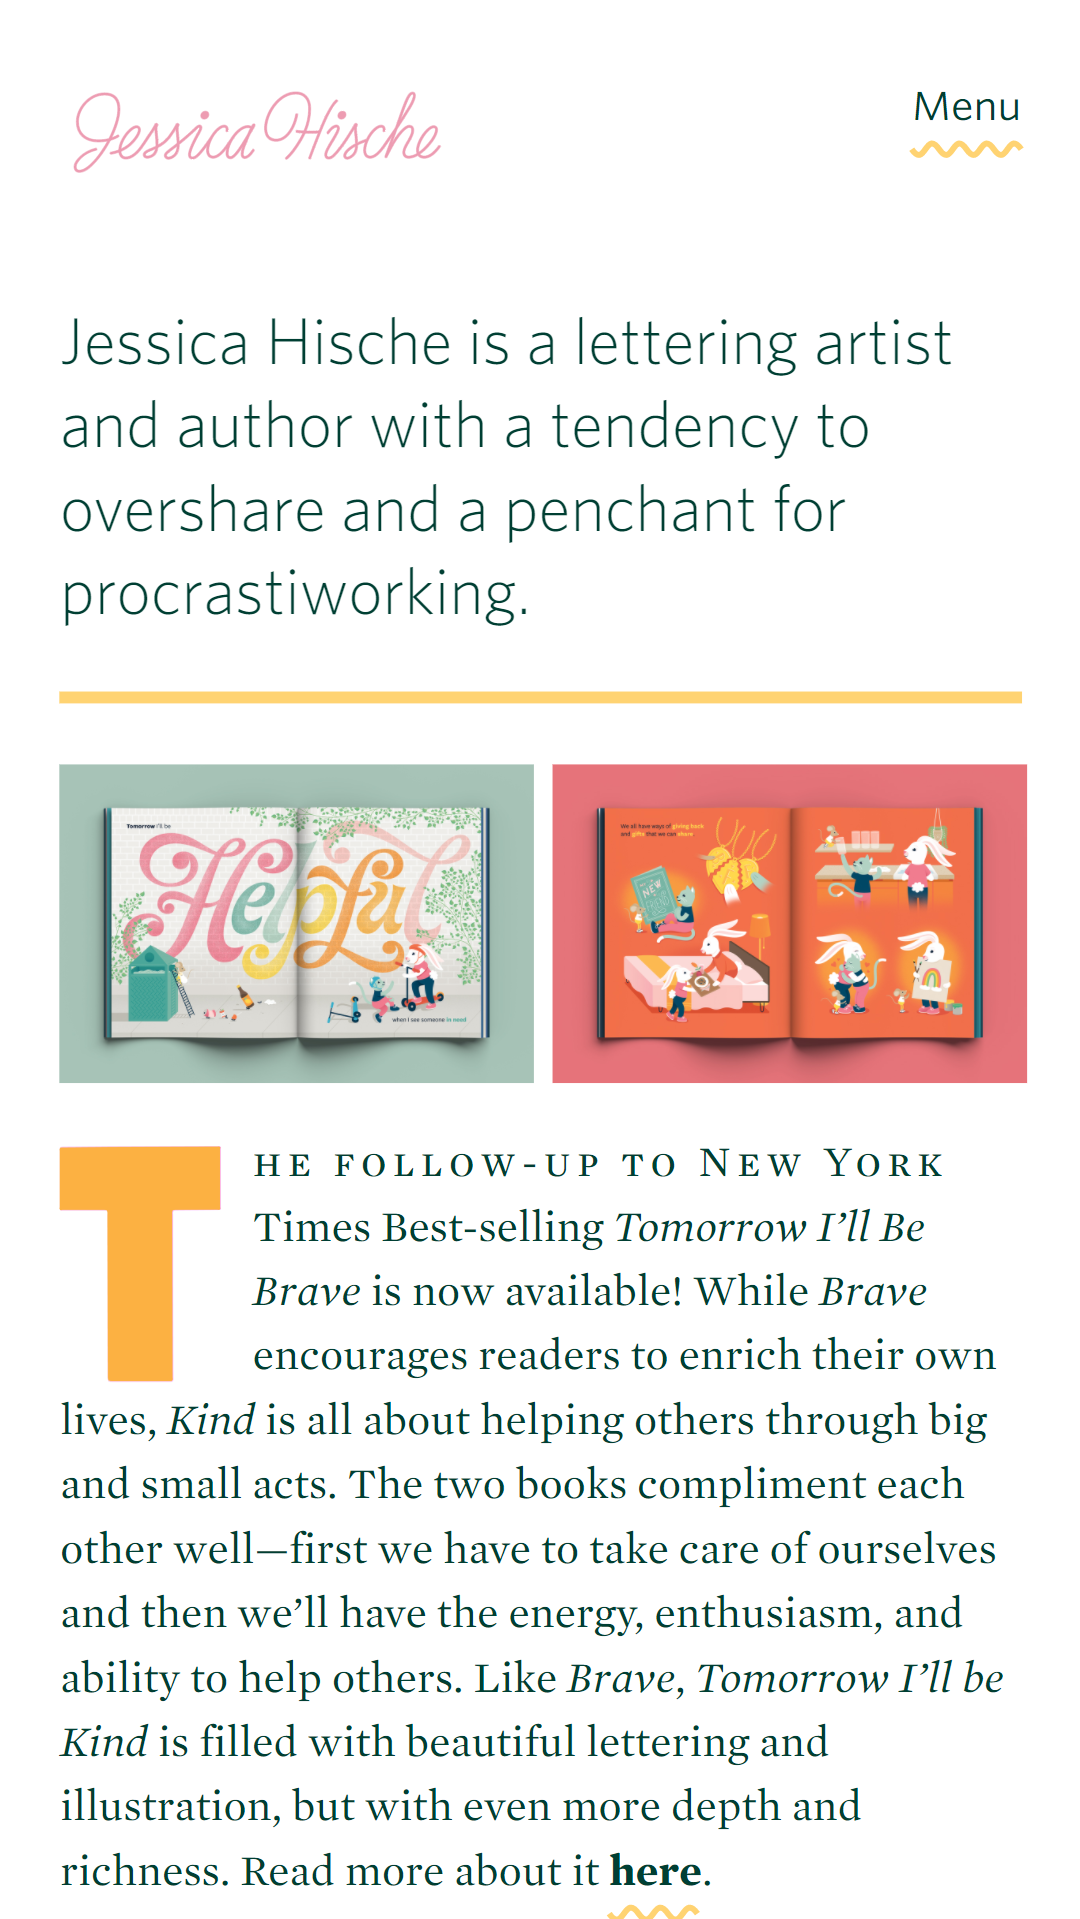 Jessica Hische
Menu
Jessica Hische is a lettering artist
and author with a tendency to
overshare and a penchant for
procrastiworking.
Tomorrow I'll be
Helpful
when I see someone in need
We all have ways of giving back
and gifts that we can share
NEW
FRIEND
THE FOLLOW-UP TO NEW YORK
Times Best-selling Tomorrow I’ll Be
Brave is now available! While Brave
encourages readers to enrich their own
lives, Kind is all about helping others through big
and small acts. The two books compliment each
other well—first we have to take care of ourselves
and then we’ll have the energy, enthusiasm, and
ability to help others. Like Brave, Tomorrow I’ll be
Kind is filled with beautiful lettering and
illustration, but with even more depth and
richness. Read more about it here.